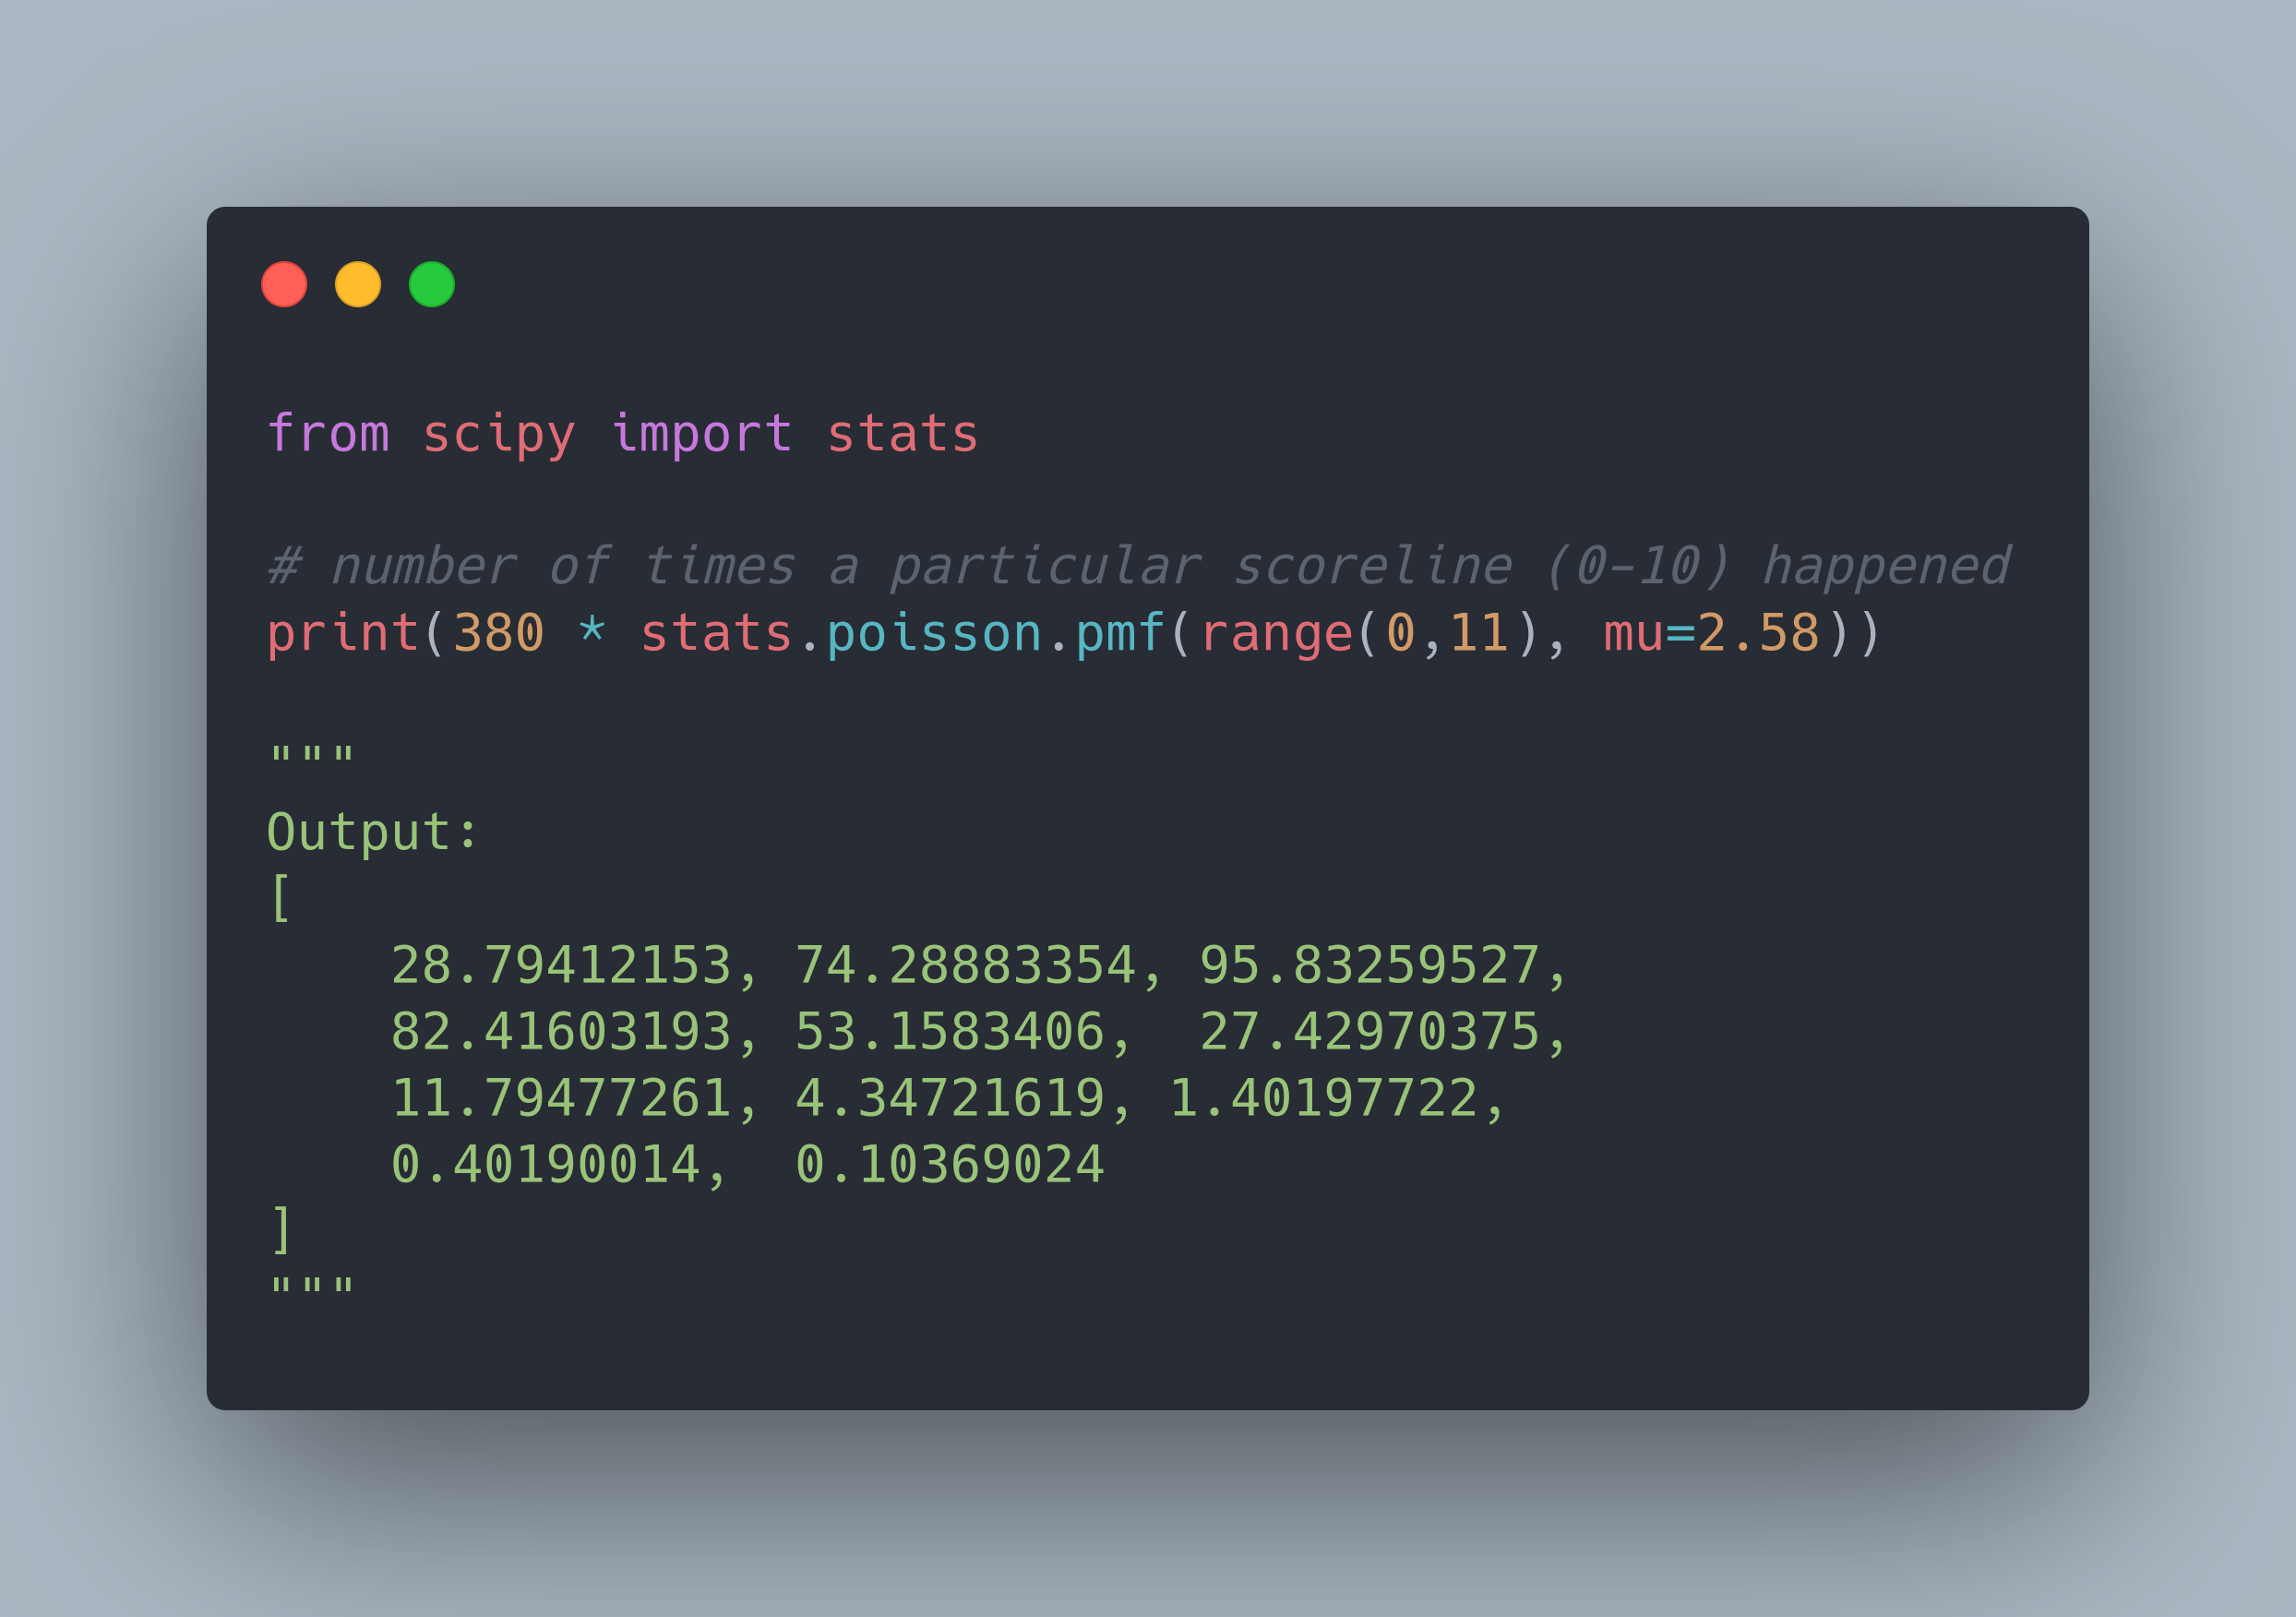 from scipy import stats
# number of times a particular scoreline (0-10) happened
print(380 * stats.poisson.pmf(range(0,11), mu=2.58))
"""
Output:
[
    28.79412153, 74.28883354, 95.83259527,
    82.41603193, 53.1583406,  27.42970375,
    11.79477261, 4.34721619, 1.40197722,
    0.40190014,  0.10369024
]
"""